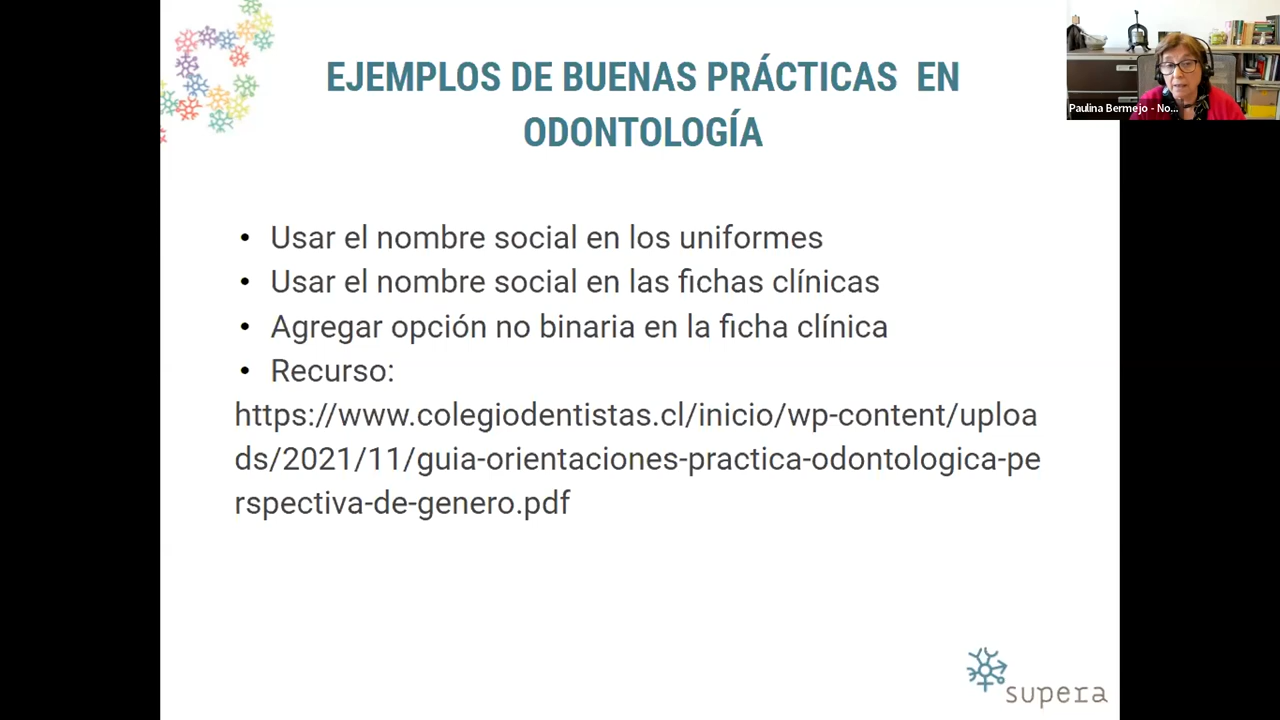 EJEMPLOS DE BUENAS PRÁCTICAS EN
ODONTOLOGÍA
Paulina Bermejo - No...
• Usar el nombre social en los uniformes
• Usar el nombre social en las fichas clínicas
• Agregar opción no binaria en la ficha clínica
• Recurso:
https://www.colegiodentistas.cl/inicio/wp-content/uploa
ds/2021/11/guia-orientaciones-practica-odontologica-pe
rspectiva-de-genero.pdf
supera